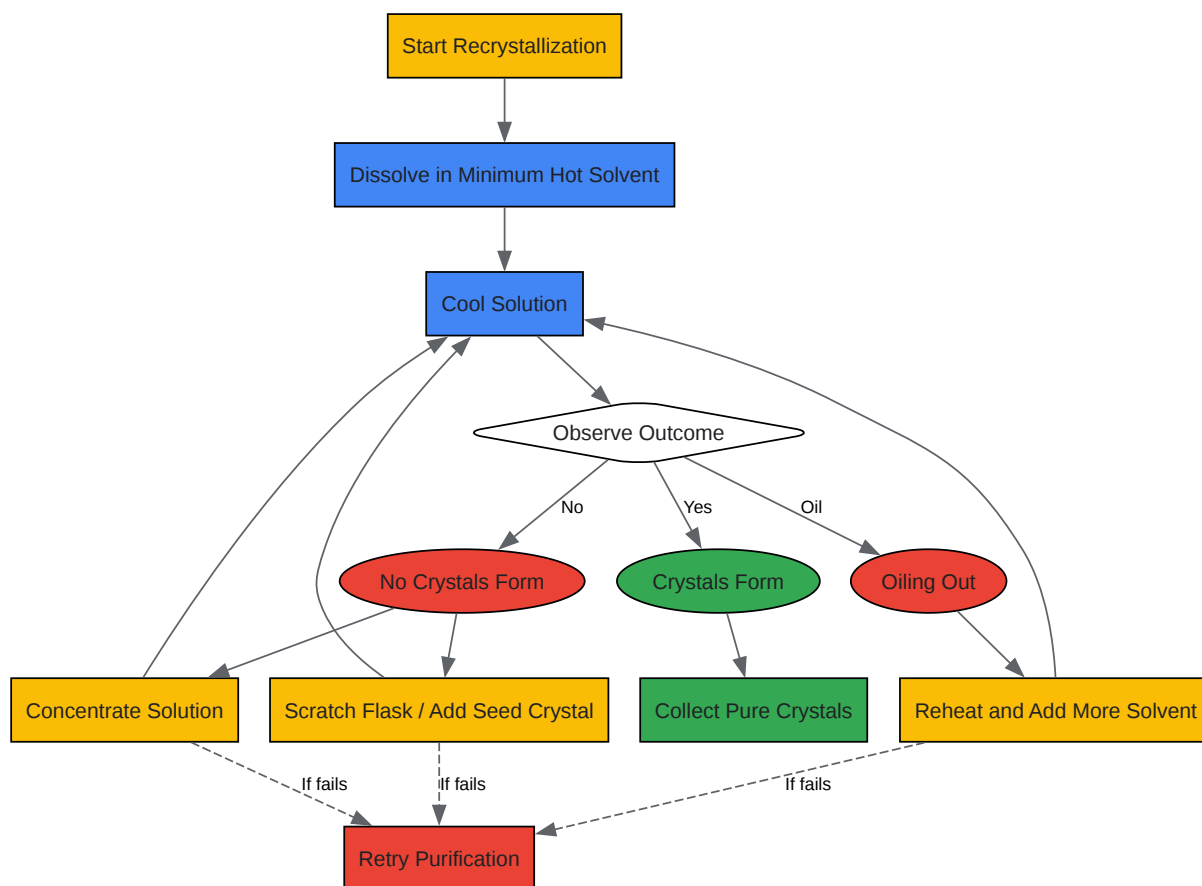 Start Recrystallization
Dissolve in Minimum Hot Solvent
Cool Solution
Observe Outcome
No
Yes
Oil
No Crystals Form
Crystals Form
Oiling Out
Concentrate Solution
Scratch Flask / Add Seed Crystal
Collect Pure Crystals
Reheat and Add More Solvent
If fails
If fails
If fails
Retry Purification